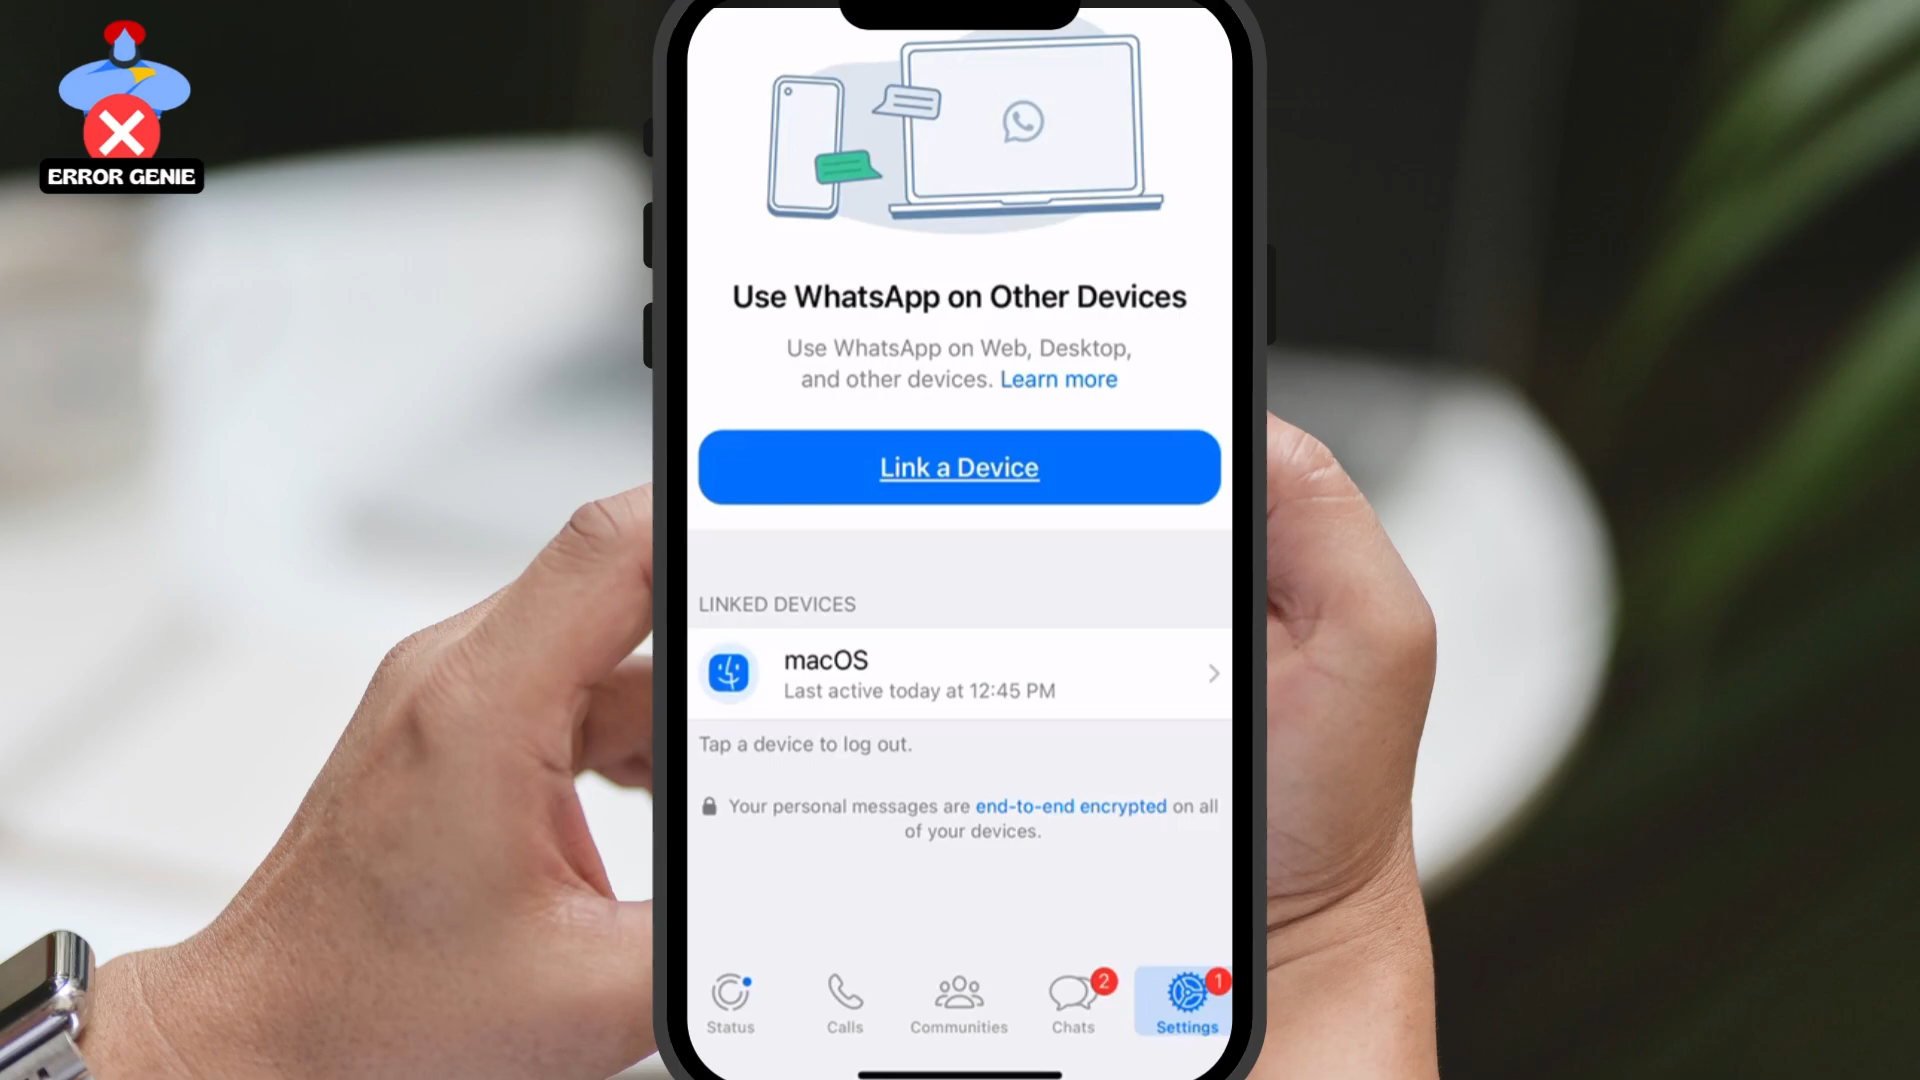 ERROR GENIE
Use WhatsApp on Other Devices
Use WhatsApp on Web, Desktop,
and other devices. Learn more
Link a Device
LINKED DEVICES
macOS
Last active today at 12:45 PM
Tap a device to log out.
Your personal messages are end-to-end encrypted on all
of your devices.
2
1
Status
Calls
Communities
Chats
Settings